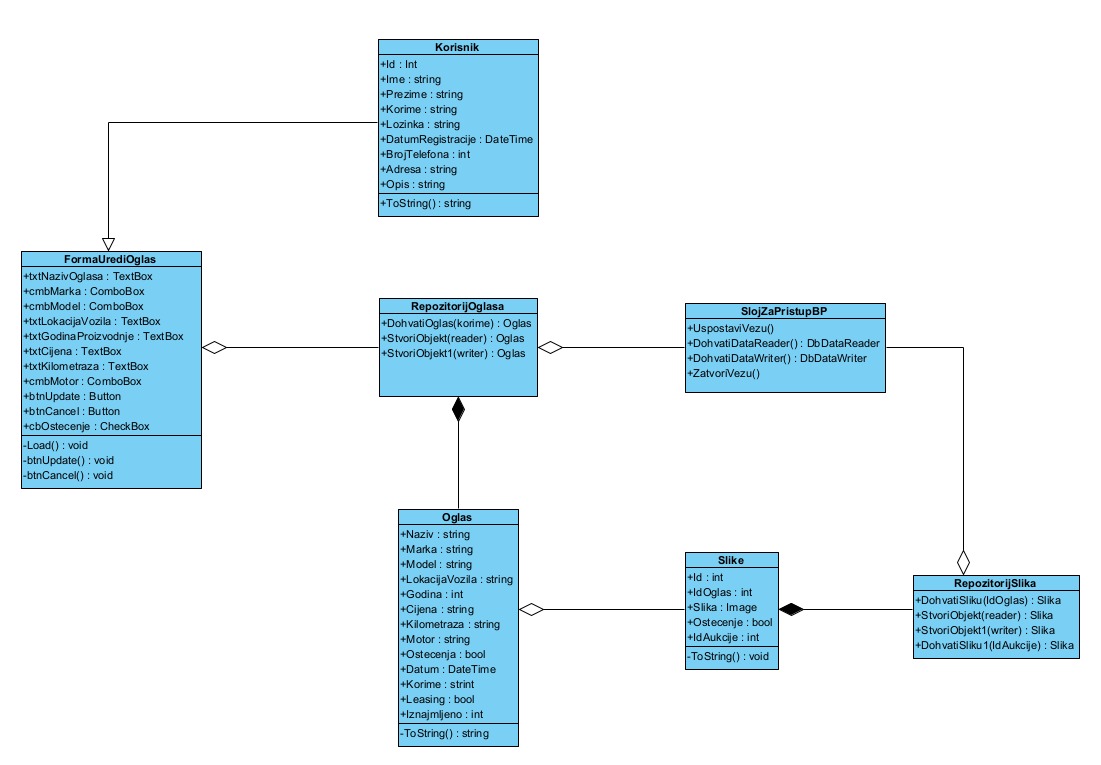 Korisnik
+Id : Int
+Ime : string
+Prezime : string
+Korime : string
+Lozinka : string
+DatumRegistracije : DateTime
+BrojTelefona : int
+Adresa : string
+Opis : string
+ToString() : string
FormaUrediOglas
+txtNazivOglasa : TextBox
+cmbMarka : ComboBox
+cmbModel : ComboBox
+txtLokacijaVozila : TextBox
+txtGodinaProizvodnje : TextBox
+txtCijena : TextBox
+txtKilometraza : TextBox
+cmbMotor : ComboBox
+btnUpdate : Button
+btnCancel : Button
+cbOstecenje : CheckBox
-Load() : void
-btnUpdate() : void
-btnCancel() : void
RepozitorijOglasa
+DohvatiOglas(korime) : Oglas
+StvoriObjekt(reader) : Oglas
+StvoriObjekt1(writer) : Oglas
SlojZaPristupBP
+UspostaviVezu()
+DohvatiDataReader() : DbDataReader
+DohvatiDataWriter() : DbDataWriter
+ZatvoriVezu()
Oglas
+Naziv : string
+Marka : string
+Model : string
+LokacijaVozila : string
+Godina : int
+Cijena : string
+Kilometraza : string
+Motor : string
+Ostecenja : bool
+Datum : DateTime
+Korime : strint
+Leasing : bool
+Iznajmljeno : int
-ToString() : string
Slike
+Id : int
+IdOglas : int
+Slika : Image
+Ostecenje : bool
+IdAukcije : int
-ToString() : void
RepozitorijSlika
+DohvatiSliku(IdOglas) : Slika
+StvoriObjekt(reader) : Slika
+StvoriObjekt1(writer) : Slika
+DohvatiSliku1(IdAukcije) : Slika